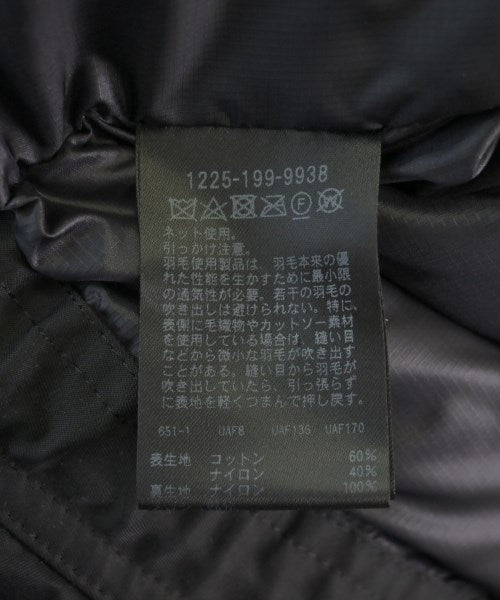 1225-199-9938
F
ネット使用。
引っかけ注意。
羽毛使用製品は、羽毛本来の優れ
た性能を生かすために最小限
の通気性が必要。若干の羽毛の
吹き出しは避けられない。特に、
表側に毛織物やカットソー素材
を使用している場合は、縫い目
などから微小な羽毛が吹き出す
ことがある。縫い目から羽毛が
吹き出していたら、引っ張らず
に表地を軽くつまんで押し戻す。
651-1 UAF8 UAF136 UAF170
表生地 コットン 60%
ナイロン 40%
裏生地 ナイロン 100%